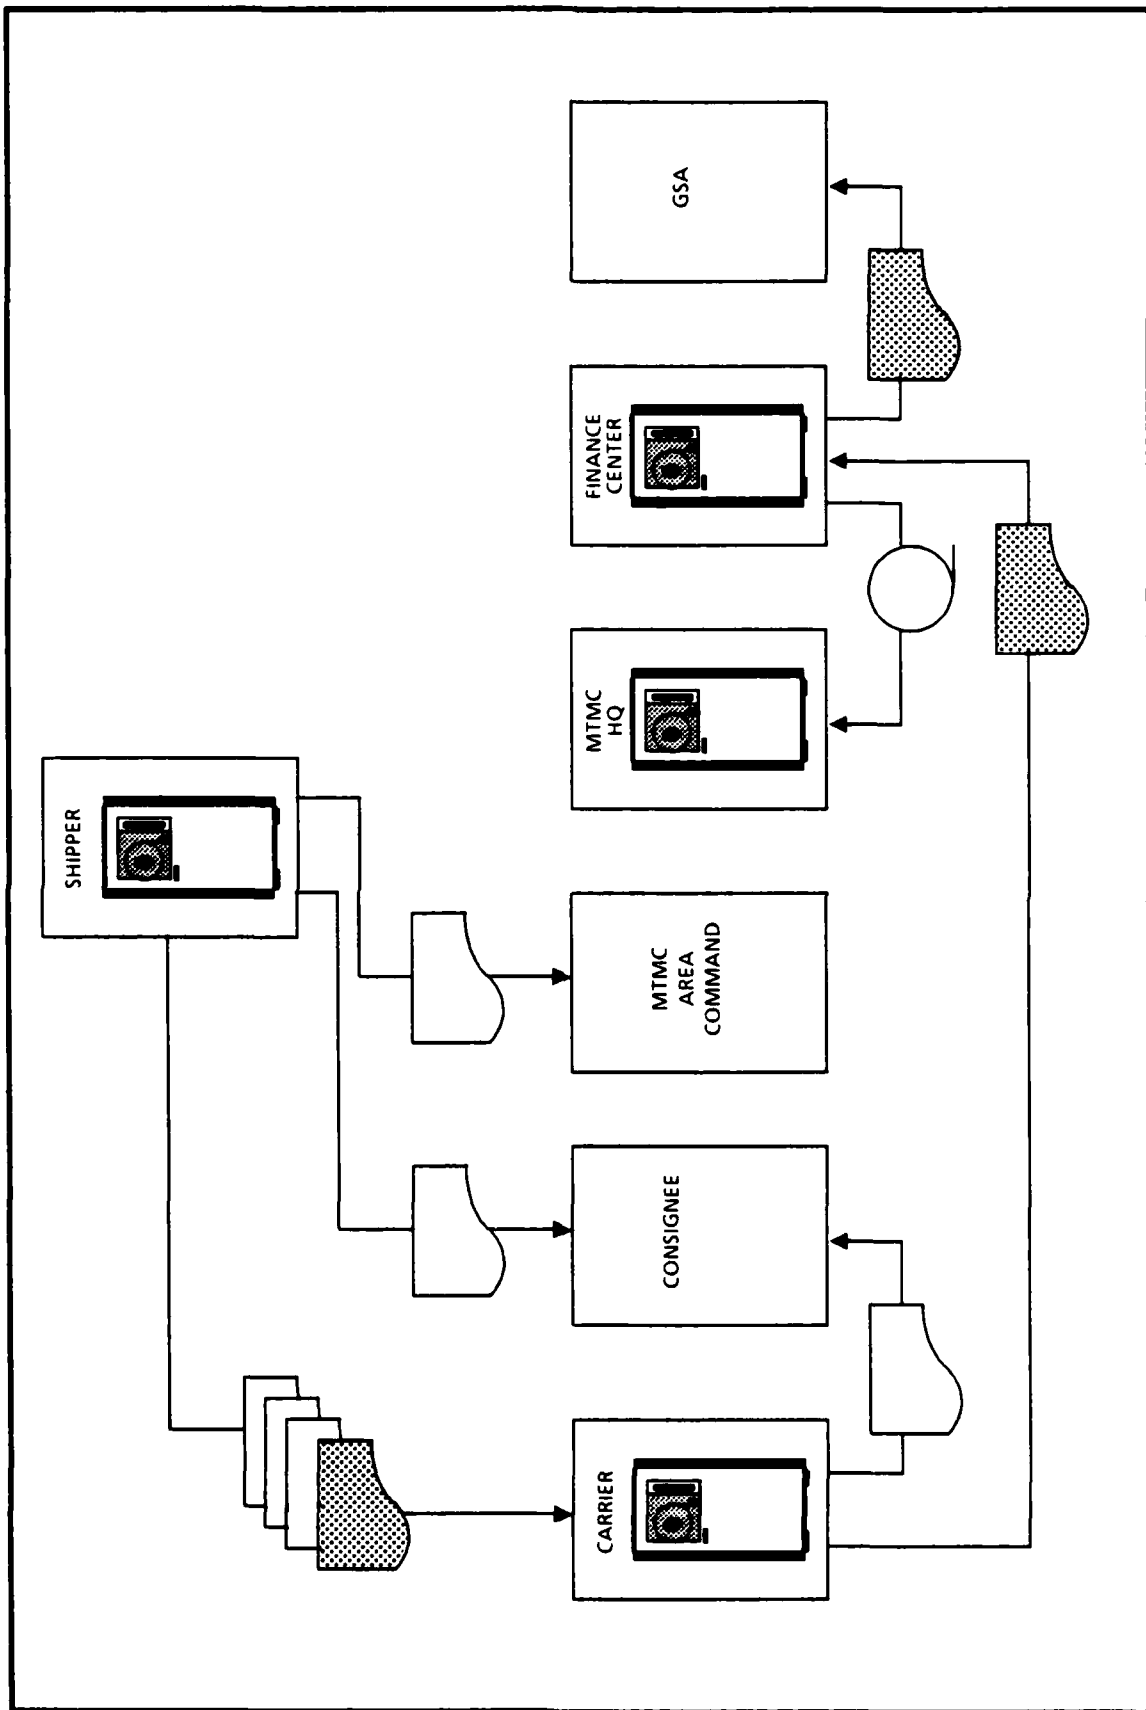 SHIPPER
CARRIER
CONSIGNEE
MTMC
AREA
COMMAND
MTMC
HQ
FINANCE
CENTER
GSA